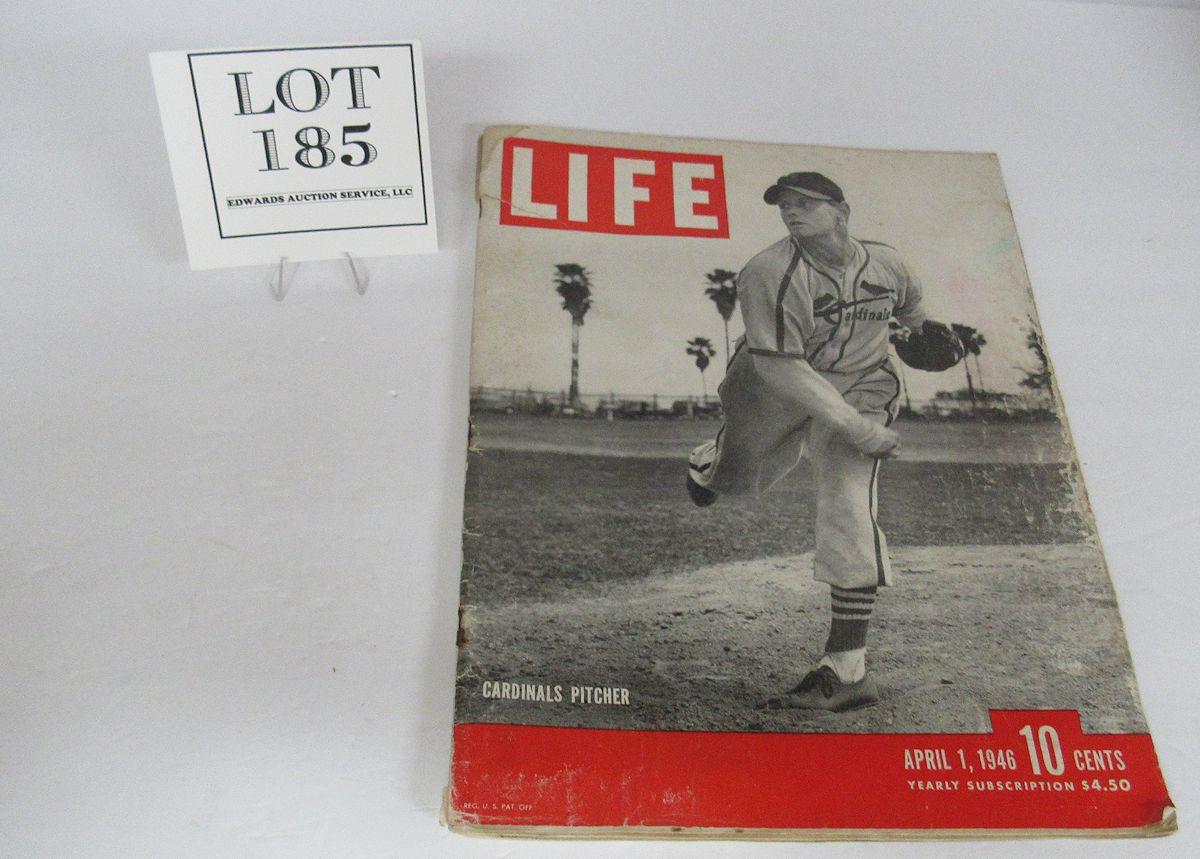 LOT
185
EDWARDS AUCTION SERVICE, LLC
LIFE
Cardinals
CARDINALS PITCHER
APRIL 1, 1946 10 CENTS
YEARLY SUBSCRIPTION $4.50
REG. U. S. PAT. OFF.